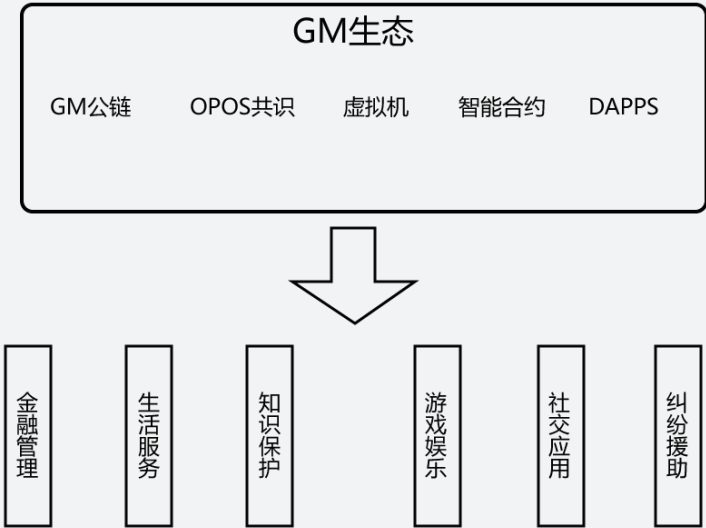 GM生态
GM公链 OPOS共识 虚拟机 智能合约 DAPPS
金融管理
生活服务
知识保护
游戏娱乐
社交应用
纠纷援助